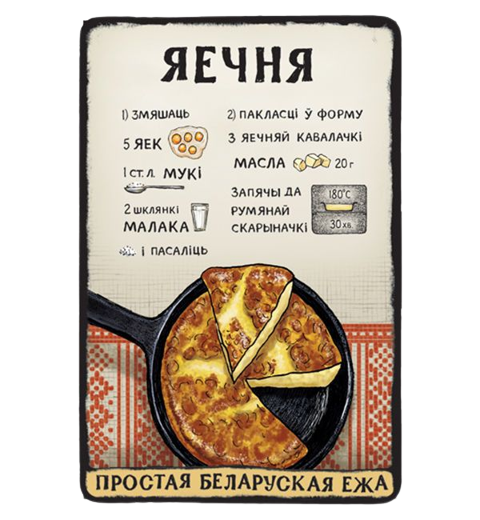 ЯЕЧНЯ
1) ЗМЯШАЦЬ
5 ЯЕК
1 СТ. Л. МУКІ
2 ШКЛЯНКІ
МАЛАКА
І ПАСАЛІЦЬ
2) ПАКЛАСЦІ Ў ФОРМУ
З ЯЕЧНЯЙ КАВАЛАЧКІ
МАСЛА 20 г
ЗАПЯЧЫ ДА
РУМЯНАЙ
СКАРЫНАЧКІ
180°C
30 ХВ.
ПРОСТАЯ БЕЛАРУСКАЯ ЕЖА